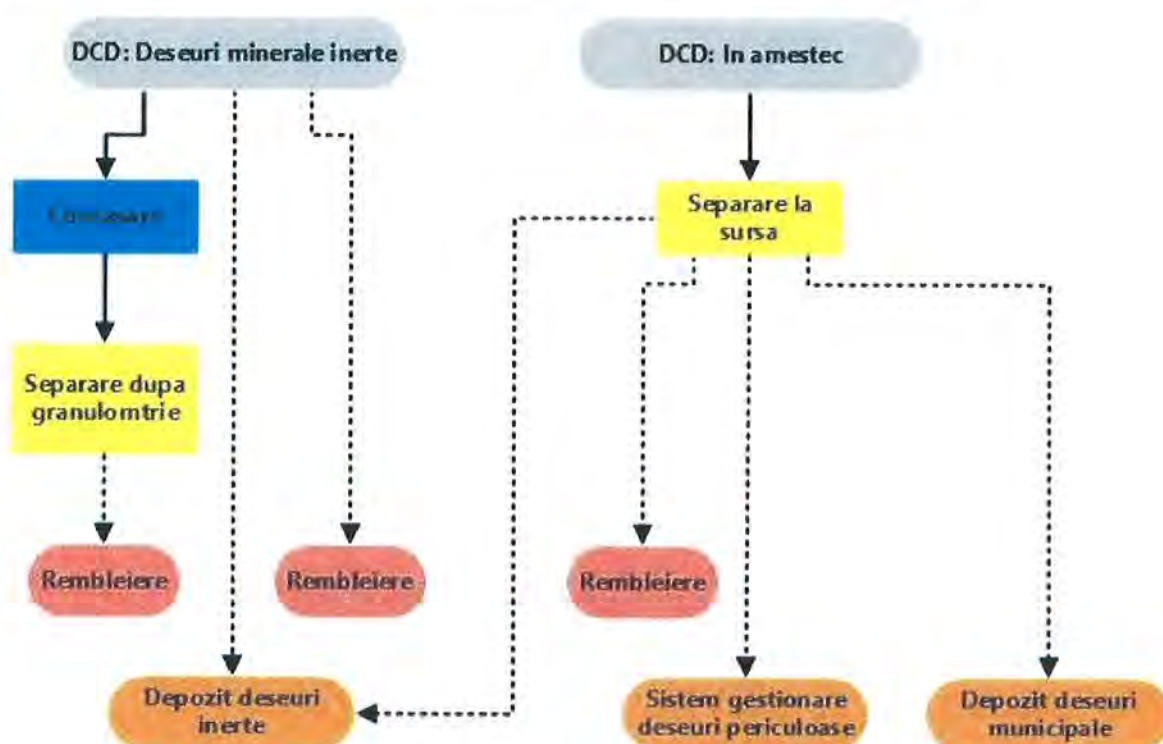 DCD: Deseuri minerale inerte
DCD: In amestec
Separare la
sursa
Separare dupa
granulomtrie
Rembleiere
Rembleiere
Rembleiere
Depozit deseuri
inerte
Sistem gestionare
deseuri periculoase
Depozit deseuri
municipale